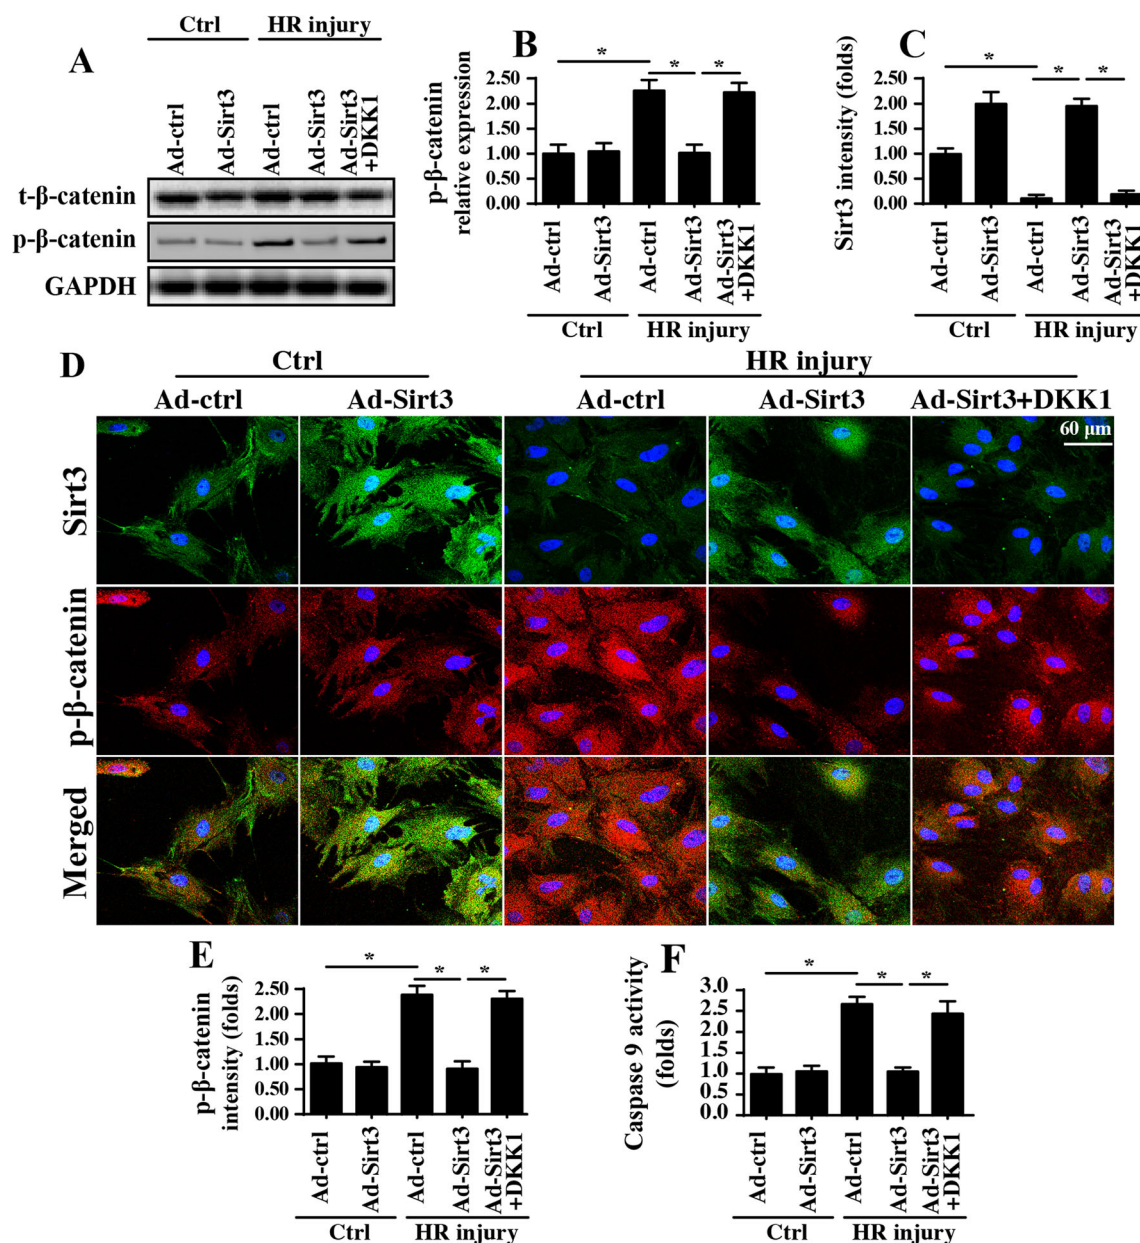 A
Ctrl
HR injury
Ad-ctrl
Ad-Sirt3
Ad-ctrl
Ad-Sirt3
Ad-Sirt3
+DKK1
t-β-catenin
p-β-catenin
GAPDH
B
p-β-catenin
relative expression
2.50
2.00
1.50
1.00
0.50
0.00
*
*
*
Ad-ctrl
Ad-Sirt3
Ad-ctrl
Ad-Sirt3
Ad-Sirt3
+DKK1
Ctrl
HR injury
C
Sirt3 intensity (folds)
2.50
2.00
1.50
1.00
0.50
0.00
*
*
*
Ad-ctrl
Ad-Sirt3
Ad-ctrl
Ad-Sirt3
Ad-Sirt3
+DKK1
Ctrl
HR injury
D
Ctrl
HR injury
Ad-ctrl
Ad-Sirt3
Ad-ctrl
Ad-Sirt3
Ad-Sirt3+DKK1
60 μm
Sirt3
p-β-catenin
Merged
E
p-β-catenin
intensity (folds)
2.50
2.00
1.50
1.00
0.50
0.00
*
*
*
Ad-ctrl
Ad-Sirt3
Ad-ctrl
Ad-Sirt3
Ad-Sirt3
+DKK1
Ctrl
HR injury
F
Caspase 9 activity
(folds)
3.0
2.5
2.0
1.5
1.0
0.5
0.0
*
*
*
Ad-ctrl
Ad-Sirt3
Ad-ctrl
Ad-Sirt3
Ad-Sirt3
+DKK1
Ctrl
HR injury